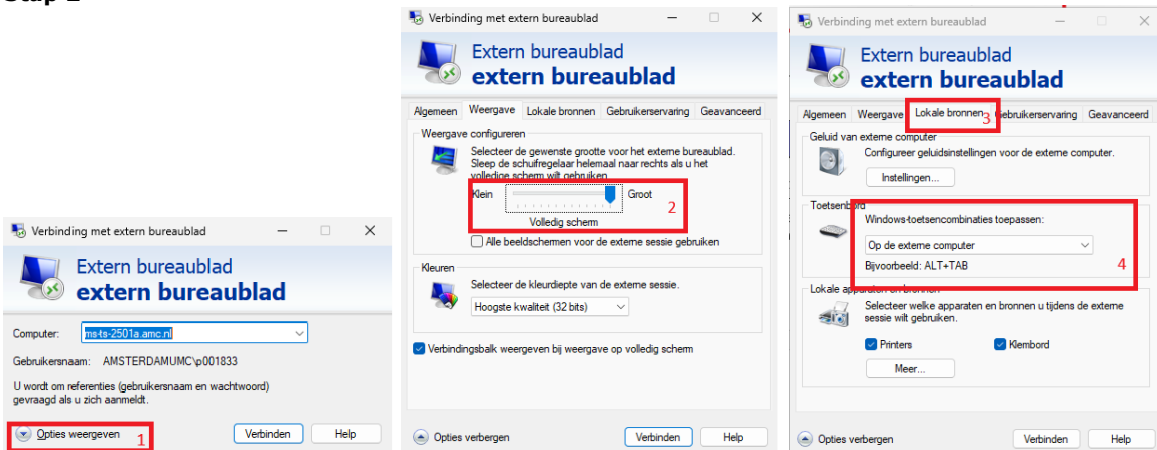 Verbinding met extern bureaublad
Extern bureaublad
extern bureaublad
Computer: ms-ts-2501a.amc.nl
Gebruikersnaam: AMSTERDAMUMC\p001833
U wordt om referenties (gebruikersnaam en wachtwoord)
gevraagd als u zich aanmeldt.
Opties weergeven 1 Verbinden Help
Verbinding met extern bureaublad
Extern bureaublad
extern bureaublad
Algemeen Weergave Lokale bronnen Gebruikerservaring Geavanceerd
Weergave configureren
Selecteer de gewenste grootte voor het externe bureaublad.
Sleep de schuifregelaar helemaal naar rechts als u het
volledige scherm wilt gebruiken.
Klein Groot
2
Volledig scherm
Alle beeldschermen voor de externe sessie gebruiken
Kleuren
Selecteer de kleurdiepte van de externe sessie.
Hoogste kwaliteit (32 bits)
Verbindingsbalk weergeven bij weergave op volledig scherm
Opties verbergen Verbinden Help
Verbinding met extern bureaublad
Extern bureaublad
extern bureaublad
Algemeen Weergave Lokale bronnen 3 Gebruikerservaring Geavanceerd
Geluid van externe computer
Configureer geluidsinstellingen voor de externe computer.
Instellingen...
Toetsenbord
Windows-toetsencombinaties toepassen:
Op de externe computer
Bijvoorbeeld: ALT+TAB 4
Lokale apparaten en bronnen
Selecteer welke apparaten en bronnen u tijdens de externe
sessie wilt gebruiken.
Printers Klembord
Meer...
Opties verbergen Verbinden Help